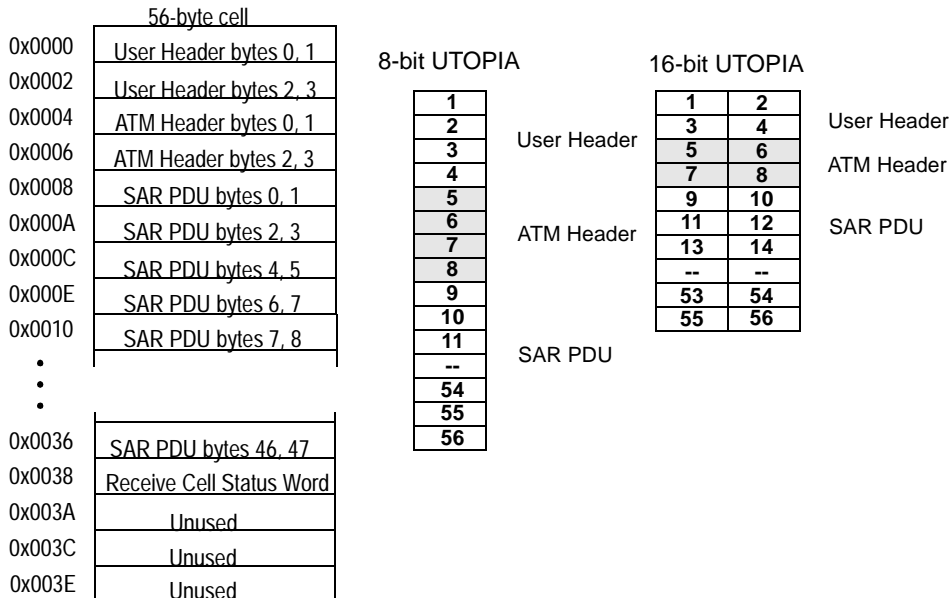 56-byte cell
0x0000 User Header bytes 0, 1
0x0002 User Header bytes 2, 3
0x0004 ATM Header bytes 0, 1
0x0006 ATM Header bytes 2, 3
0x0008 SAR PDU bytes 0, 1
0x000A SAR PDU bytes 2, 3
0x000C SAR PDU bytes 4, 5
0x000E SAR PDU bytes 6, 7
0x0010 SAR PDU bytes 7, 8
0x0036 SAR PDU bytes 46, 47
0x0038 Receive Cell Status Word
0x003A Unused
0x003C Unused
0x003E Unused
8-bit UTOPIA
1
2
3
4
5
6
7
8
9
10
11
--
54
55
56
User Header
ATM Header
SAR PDU
16-bit UTOPIA
1 2
3 4
5 6
7 8
9 10
11 12
13 14
-- --
53 54
55 56
User Header
ATM Header
SAR PDU